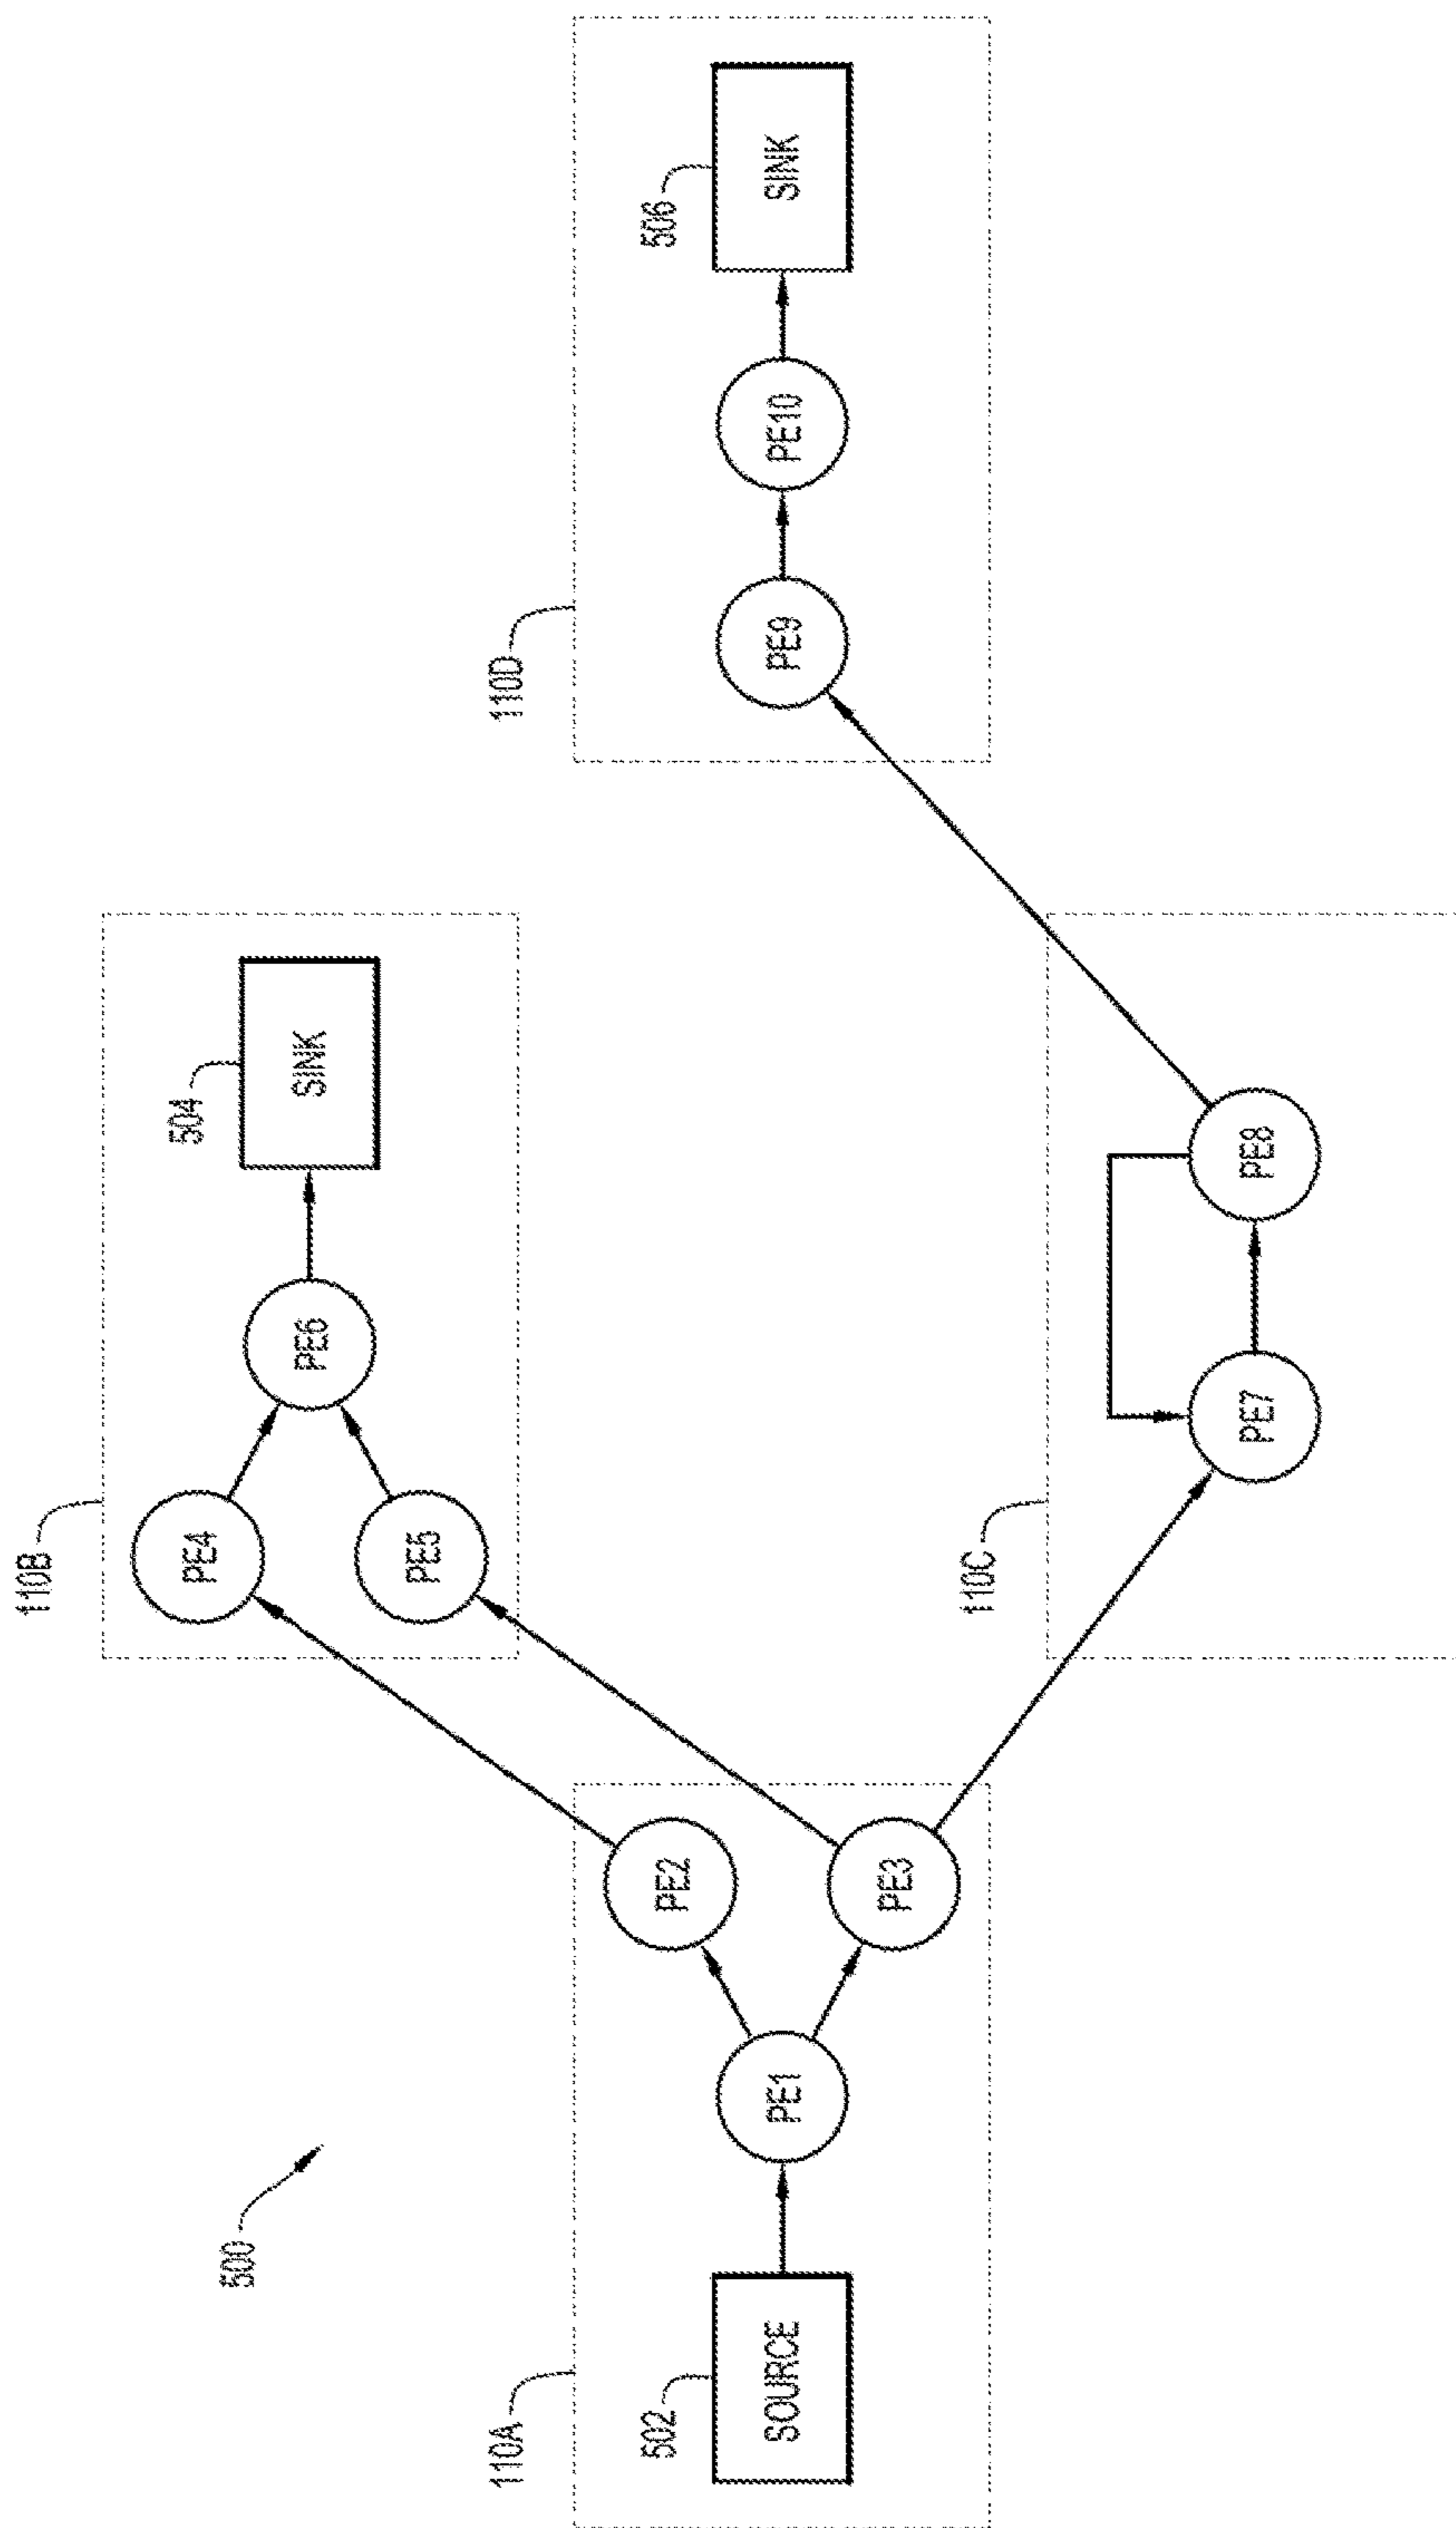 500
110A
502
SOURCE
PE1
PE2
PE3
110B
PE4
PE5
PE6
504
SINK
110C
PE7
PE8
110D
PE9
PE10
506
SINK